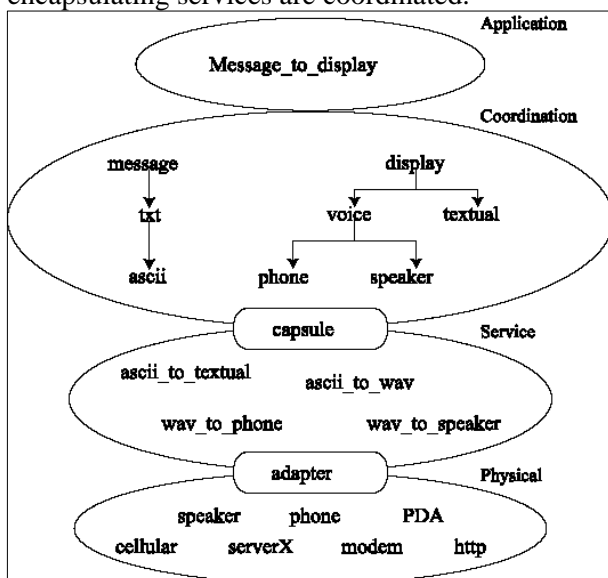 encapsulating services are coordinated.
Application
Message_to_display
Coordination
message display
txt voice textual
ascii phone speaker
capsule
Service
ascii_to_textual
ascii_to_wav
wav_to_phone wav_to_speaker
adapter
Physical
speaker phone PDA
cellular serverX modem http